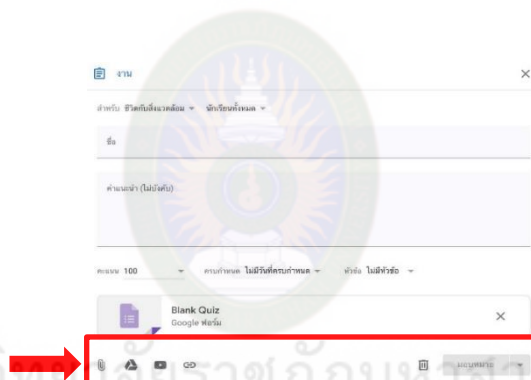 งาน
สำหรับ ชีวิตกับสิ่งแวดล้อม นักเรียนทั้งหมด
ชื่อ
คำแนะนำ (ไม่บังคับ)
คะแนน 100 ครบกำหนด ไม่มีวันที่ครบกำหนด หัวข้อ ไม่มีหัวข้อ
Blank Quiz
Google ฟอร์ม
มอบหมาย